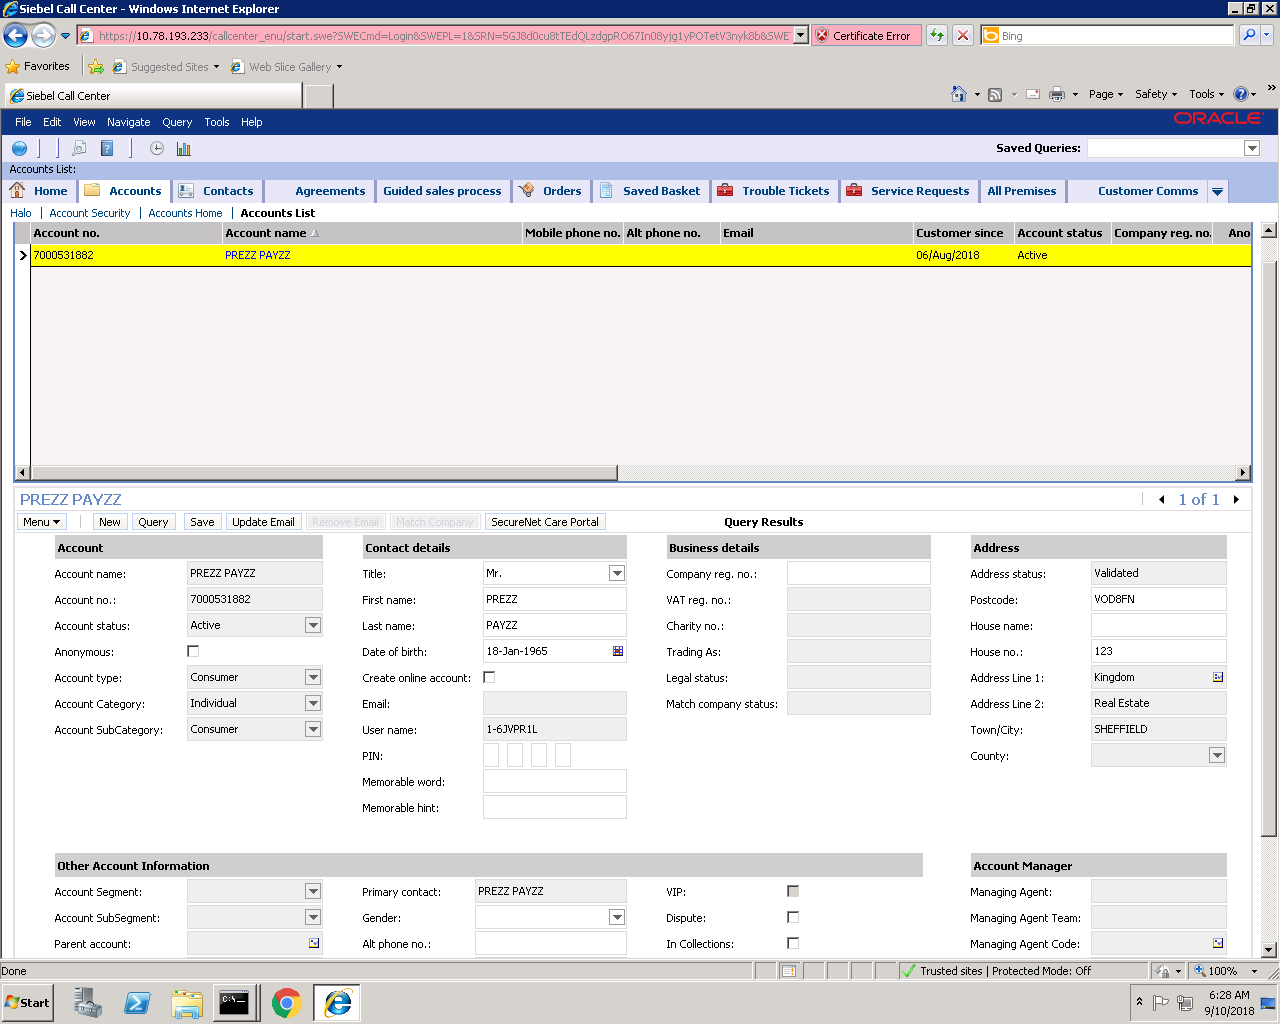 Siebel Call Center - Windows Internet Explorer
https://10.78.193.233/callcenter_enu/start.swe?SWECmd=Login&SWEPL=1&SRN=5GJ8d0cu8tTEdQLzdgpRO67In08yjg1yPOTetV3nyk8b&SWE
Certificate Error
Bing
Favorites
Suggested Sites
Web Slice Gallery
Siebel Call Center
Page
Safety
Tools
File Edit View Navigate Query Tools Help
ORACLE
Saved Queries:
Accounts List:
Home
Accounts
Contacts
Agreements
Guided sales process
Orders
Saved Basket
Trouble Tickets
Service Requests
All Premises
Customer Comms
Halo | Account Security | Accounts Home | Accounts List
Account no. Account name Mobile phone no. Alt phone no. Email Customer since Account status Company reg. no. Ano
7000531882 PREZZ PAYZZ 06/Aug/2018 Active
PREZZ PAYZZ
1 of 1
Menu
New
Query
Save
Update Email
Remove Email
Match Company
SecureNet Care Portal
Query Results
Account
Account name: PREZZ PAYZZ
Account no.: 7000531882
Account status: Active
Anonymous:
Account type: Consumer
Account Category: Individual
Account SubCategory: Consumer
Contact details
Title: Mr.
First name: PREZZ
Last name: PAYZZ
Date of birth: 18-Jan-1965
Create online account:
Email:
User name: 1-6JVPR1L
PIN:
Memorable word:
Memorable hint:
Business details
Company reg. no.:
VAT reg. no.:
Charity no.:
Trading As:
Legal status:
Match company status:
Address
Address status: Validated
Postcode: VOD8FN
House name:
House no.: 123
Address Line 1: Kingdom
Address Line 2: Real Estate
Town/City: SHEFFIELD
County:
Other Account Information
Account Segment:
Account SubSegment:
Parent account:
Primary contact: PREZZ PAYZZ
Gender:
Alt phone no.:
VIP:
Dispute:
In Collections:
Account Manager
Managing Agent:
Managing Agent Team:
Managing Agent Code:
Done
Trusted sites | Protected Mode: Off
100%
Start
C:\.
6:28 AM
9/10/2018